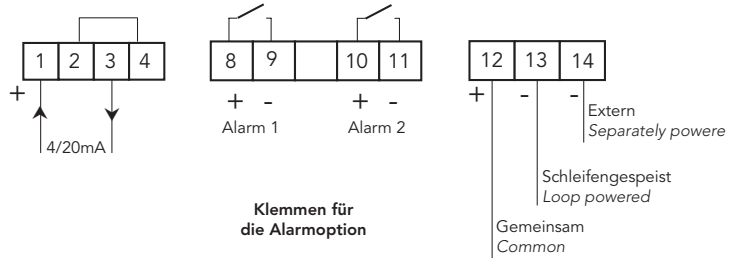 1 2 3 4
8 9 10 11
12 13 14
+
+ - + -
+ - -
Alarm 1 Alarm 2
4/20mA
Extern
Separately powere
Schleifengespeist
Loop powered
Klemmen für
die Alarmoption
Gemeinsam
Common